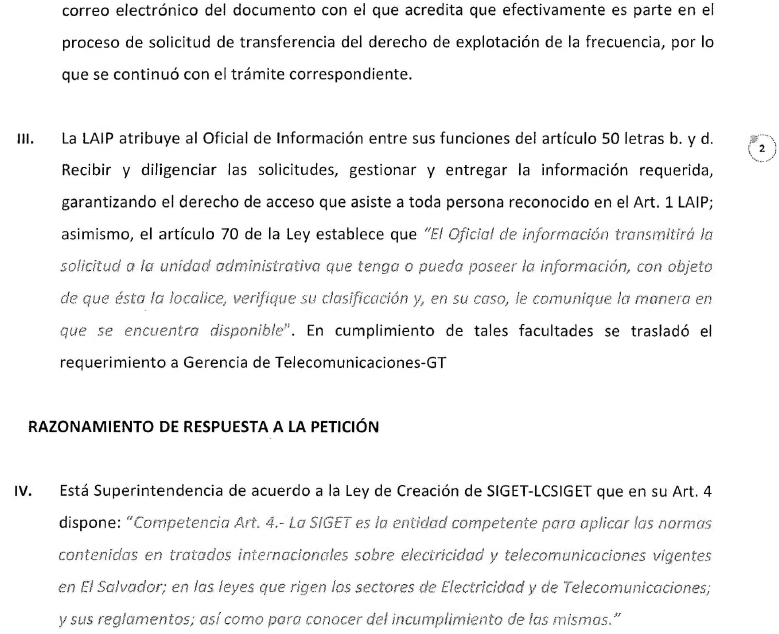 correo electrónico del documento con el que acredita que efectivamente es parte en el
proceso de solicitud de transferencia del derecho de explotación de la frecuencia, por lo
que se continuó con el trámite correspondiente.
III. La LAIP atribuye al Oficial de Información entre sus funciones del artículo 50 letras b. y d.
2
Recibir y diligenciar las solicitudes, gestionar y entregar la información requerida,
garantizando el derecho de acceso que asiste a toda persona reconocido en el Art. 1 LAIP;
asimismo, el artículo 70 de la Ley establece que "El Oficial de información transmitirá la
solicitud a la unidad administrativa que tenga o pueda poseer la información, con objeto
de que ésta la localice, verifique su clasificación y, en su caso, le comunique la manera en
que se encuentra disponible". En cumplimiento de tales facultades se trasladó el
requerimiento a Gerencia de Telecomunicaciones-GT
RAZONAMIENTO DE RESPUESTA A LA PETICIÓN
IV. Está Superintendencia de acuerdo a la Ley de Creación de SIGET-LCSIGET que en su Art. 4
dispone: "Competencia Art. 4.- La SIGET es la entidad competente para aplicar las normas
contenidas en tratados internacionales sobre electricidad y telecomunicaciones vigentes
en El Salvador; en las leyes que rigen los sectores de Electricidad y de Telecomunicaciones;
y sus reglamentos; así como para conocer del incumplimiento de las mismas."